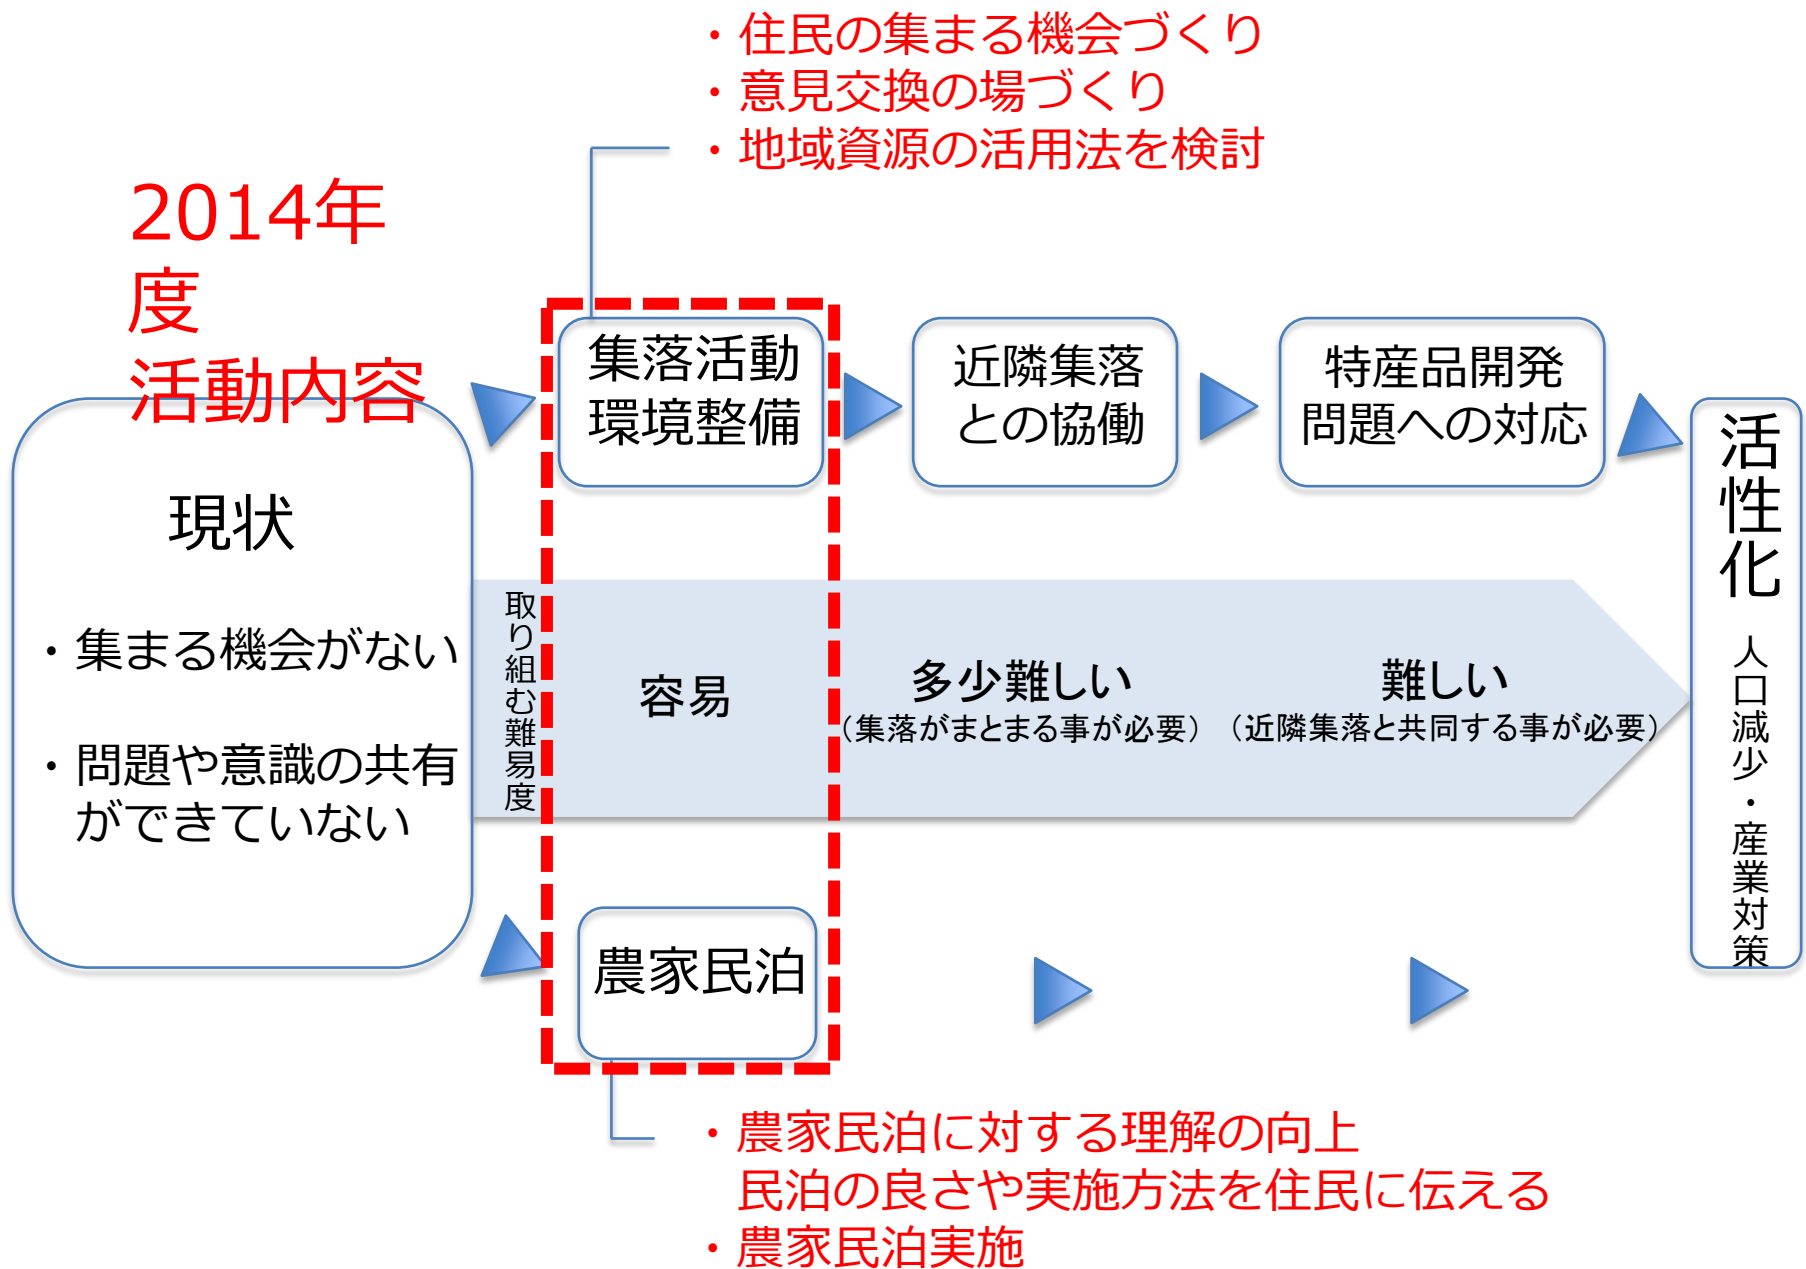 ・住民の集まる機会づくり
・意見交換の場づくり
・地域資源の活用法を検討
2014年
度
活動内容
現状
・集まる機会がない
・問題や意識の共有
ができていない
集落活動
環境整備
近隣集落
との協働
特産品開発
問題への対応
取り組む難易度
容易
多少難しい
（集落がまとまる事が必要）
難しい
（近隣集落と共同する事が必要）
活性化
人口減少・産業対策
農家民泊
・農家民泊に対する理解の向上
民泊の良さや実施方法を住民に伝える
・農家民泊実施